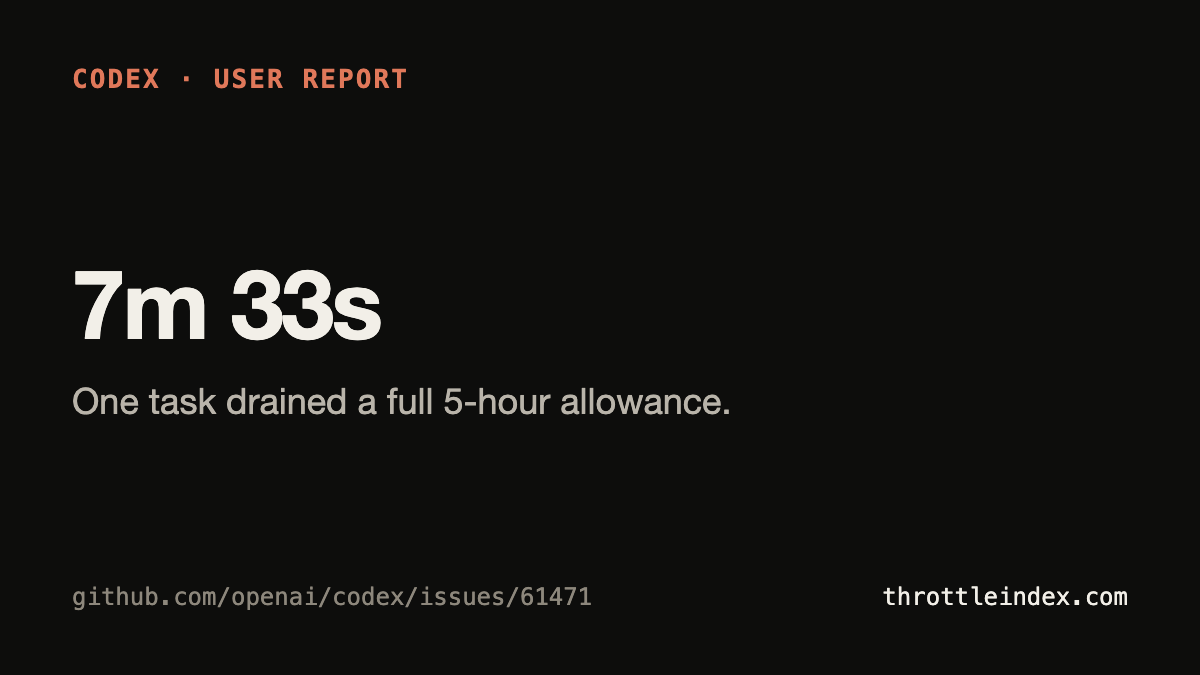 CODEX · USER REPORT
7m 33s
One task drained a full 5-hour allowance.
github.com/openai/codex/issues/61471
throttleindex.com